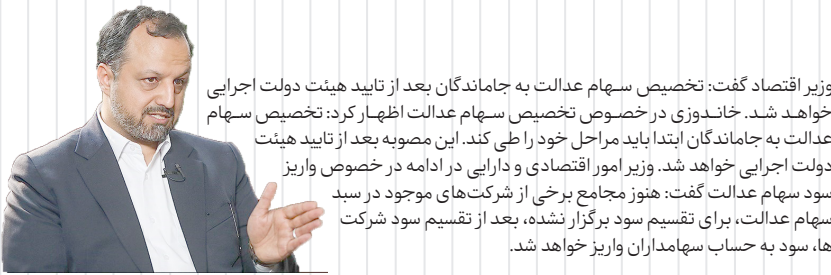 وزیر اقتصاد گفت: تخصیص سهام عدالت به جاماندگان بعد از تایید هیئت دولت اجرایی
خواهد شد. خاندوزی در خصوص تخصیص سهام عدالت اظهار کرد: تخصیص سهام
عدالت به جاماندگان ابتدا باید مراحل خود را طی کند. این مصوبه بعد از تایید هیئت
دولت اجرایی خواهد شد. وزیر امور اقتصادی و دارایی در ادامه در خصوص واریز
سود سهام عدالت گفت: هنوز مجامع برخی از شرکت‌های موجود در سبد
سهام عدالت، برای تقسیم سود برگزار نشده، بعد از تقسیم سود شرکت
ها، سود به حساب سهامداران واریز خواهد شد.